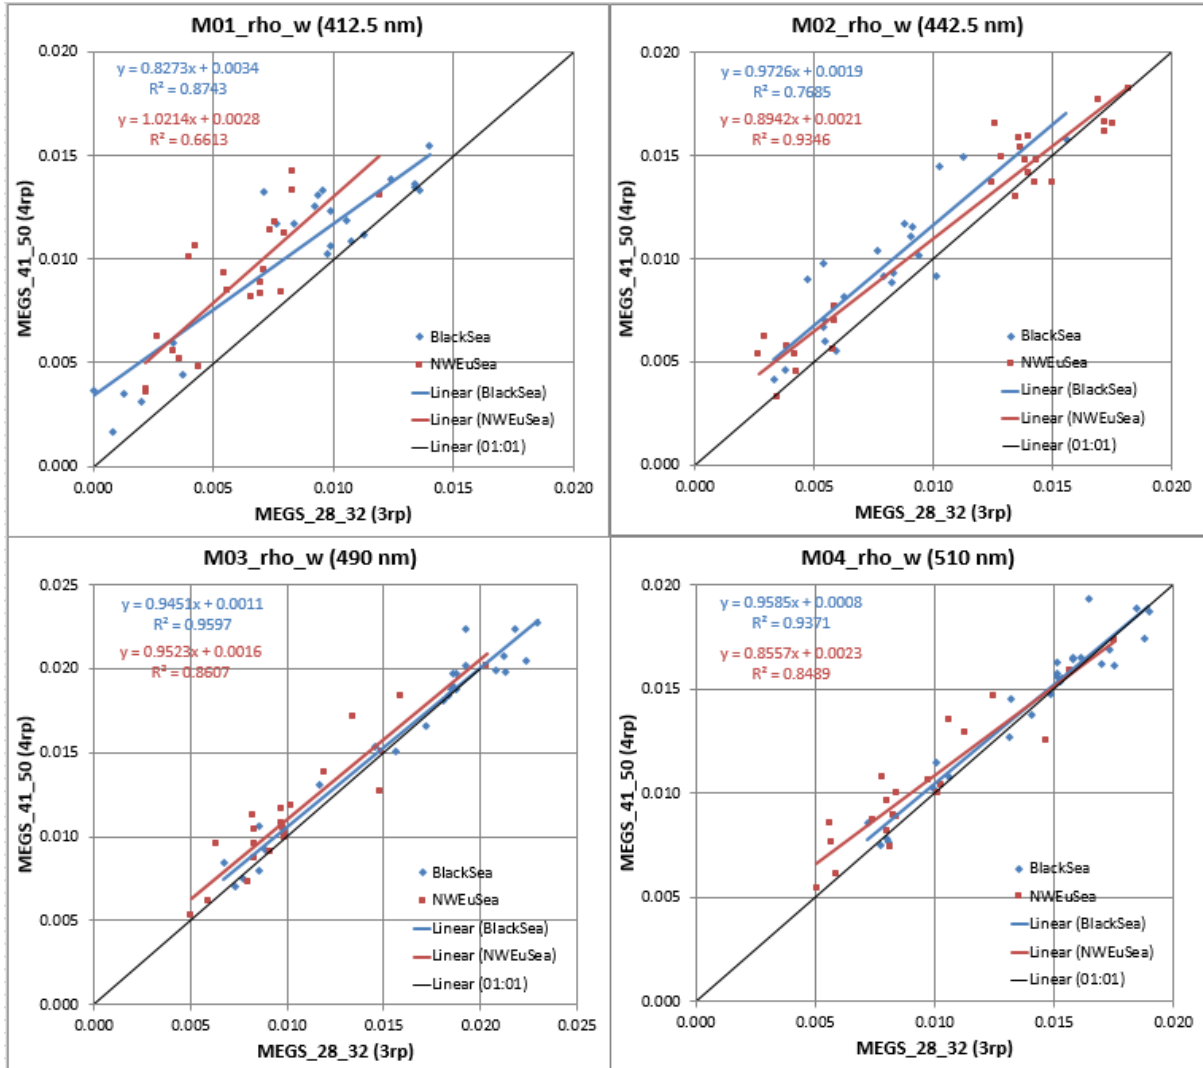 M01_rho_w (412.5 nm)
0.020
y = 0.8273x + 0.0034
R² = 0.8743
y = 1.0214x + 0.0028
R² = 0.6613
0.015
0.010
0.005
0.000
MEGS_41_50 (4rp)
BlackSea
NWEuSea
Linear (BlackSea)
Linear (NWEuSea)
Linear (01:01)
0.000 0.005 0.010 0.015 0.020
MEGS_28_32 (3rp)
M02_rho_w (442.5 nm)
0.020
y = 0.9726x + 0.0019
R² = 0.7685
y = 0.8942x + 0.0021
R² = 0.9346
0.015
0.010
0.005
0.000
MEGS_41_50 (4rp)
BlackSea
NWEuSea
Linear (BlackSea)
Linear (NWEuSea)
Linear (01:01)
0.000 0.005 0.010 0.015 0.020
MEGS_28_32 (3rp)
M03_rho_w (490 nm)
0.025
y = 0.9451x + 0.0011
R² = 0.9597
y = 0.9523x + 0.0016
R² = 0.8607
0.020
0.015
0.010
0.005
0.000
MEGS_41_50 (4rp)
BlackSea
NWEuSea
Linear (BlackSea)
Linear (NWEuSea)
Linear (01:01)
0.000 0.005 0.010 0.015 0.020 0.025
MEGS_28_32 (3rp)
M04_rho_w (510 nm)
0.020
y = 0.9585x + 0.0008
R² = 0.9371
y = 0.8557x + 0.0023
R² = 0.8489
0.015
0.010
0.005
0.000
MEGS_41_50 (4rp)
BlackSea
NWEuSea
Linear (BlackSea)
Linear (NWEuSea)
Linear (01:01)
0.000 0.005 0.010 0.015 0.020
MEGS_28_32 (3rp)